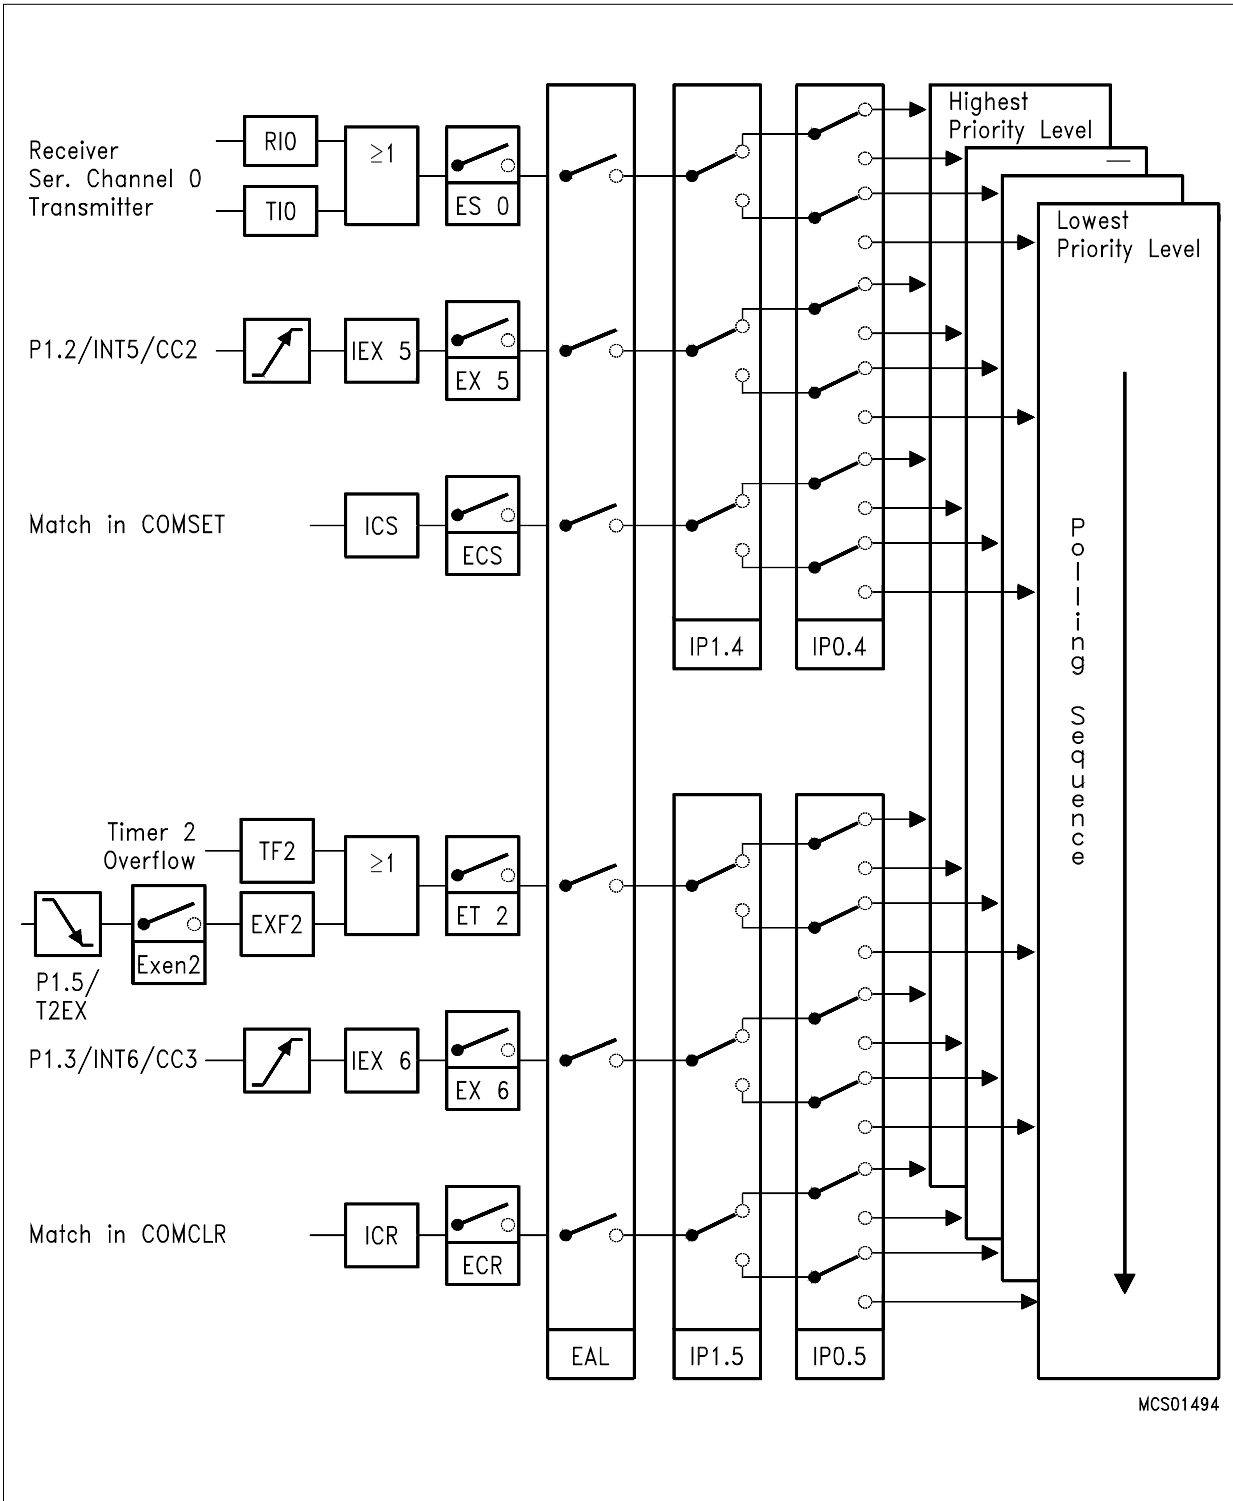 Highest
Priority Level
Receiver
Ser. Channel 0
Transmitter
RI0
TI0
≥1
ES 0
Lowest
Priority Level
P1.2/INT5/CC2
IEX 5
EX 5
Match in COMSET
ICS
ECS
IP1.4
IP0.4
Polling Sequence
Timer 2
Overflow
TF2
≥1
ET 2
EXF2
Exen2
P1.5/
T2EX
P1.3/INT6/CC3
IEX 6
EX 6
Match in COMCLR
ICR
ECR
EAL
IP1.5
IP0.5
MCS01494